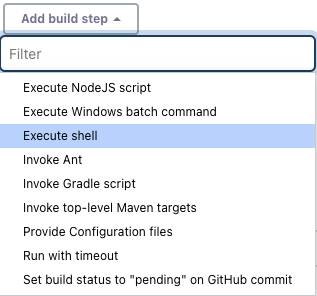 Add build step
Filter
Execute NodeJS script
Execute Windows batch command
Execute shell
Invoke Ant
Invoke Gradle script
Invoke top-level Maven targets
Provide Configuration files
Run with timeout
Set build status to "pending" on GitHub commit